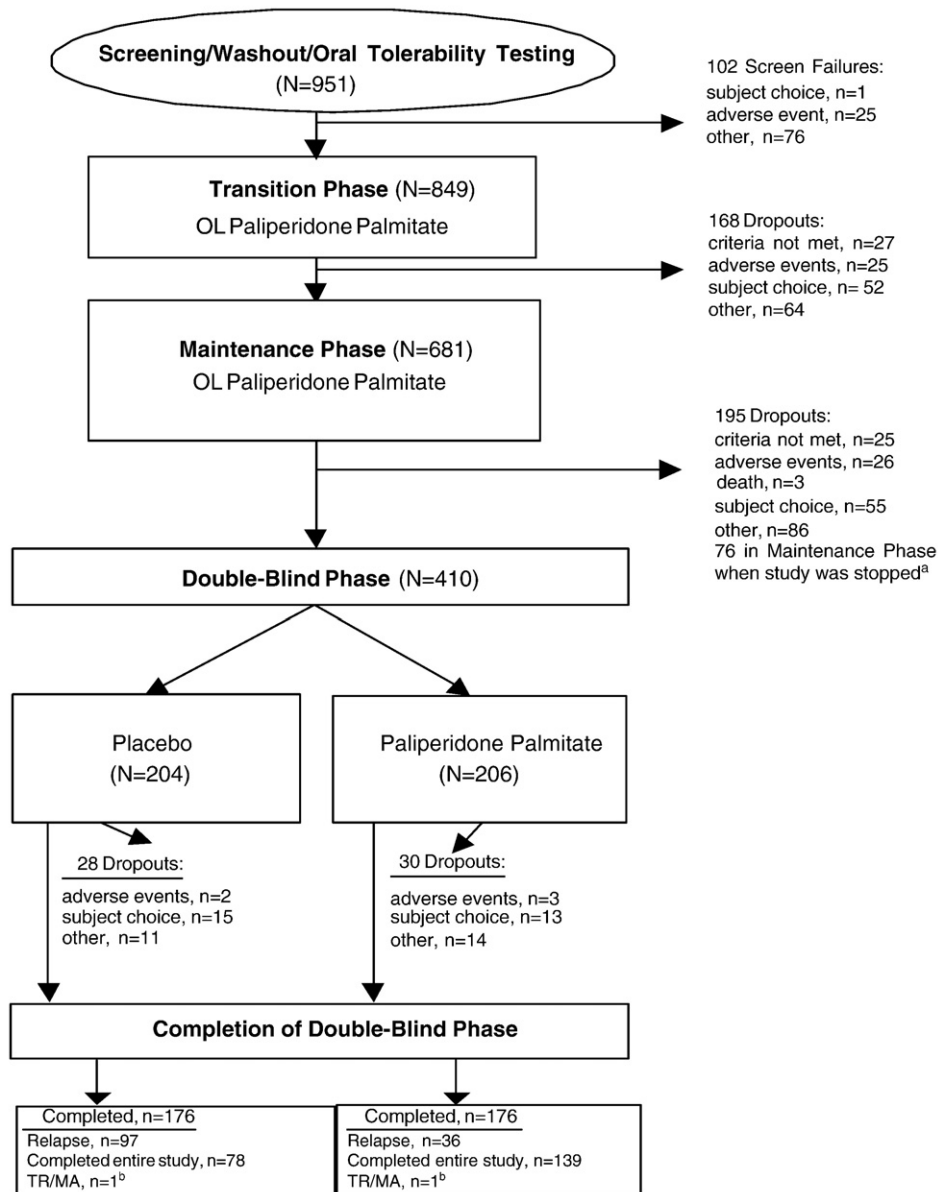 Screening/Washout/Oral Tolerability Testing
(N=951)
102 Screen Failures:
subject choice, n=1
adverse event, n=25
other, n=76
Transition Phase (N=849)
OL Paliperidone Palmitate
168 Dropouts:
criteria not met, n=27
adverse events, n=25
subject choice, n= 52
other, n=64
Maintenance Phase (N=681)
OL Paliperidone Palmitate
195 Dropouts:
criteria not met, n=25
adverse events, n=26
death, n=3
subject choice, n=55
other, n=86
76 in Maintenance Phase
when study was stoppedᵃ
Double-Blind Phase (N=410)
Placebo
(N=204)
Paliperidone Palmitate
(N=206)
28 Dropouts:
adverse events, n=2
subject choice, n=15
other, n=11
30 Dropouts:
adverse events, n=3
subject choice, n=13
other, n=14
Completion of Double-Blind Phase
Completed, n=176
Relapse, n=97
Completed entire study, n=78
TR/MA, n=1ᵇ
Completed, n=176
Relapse, n=36
Completed entire study, n=139
TR/MA, n=1ᵇ